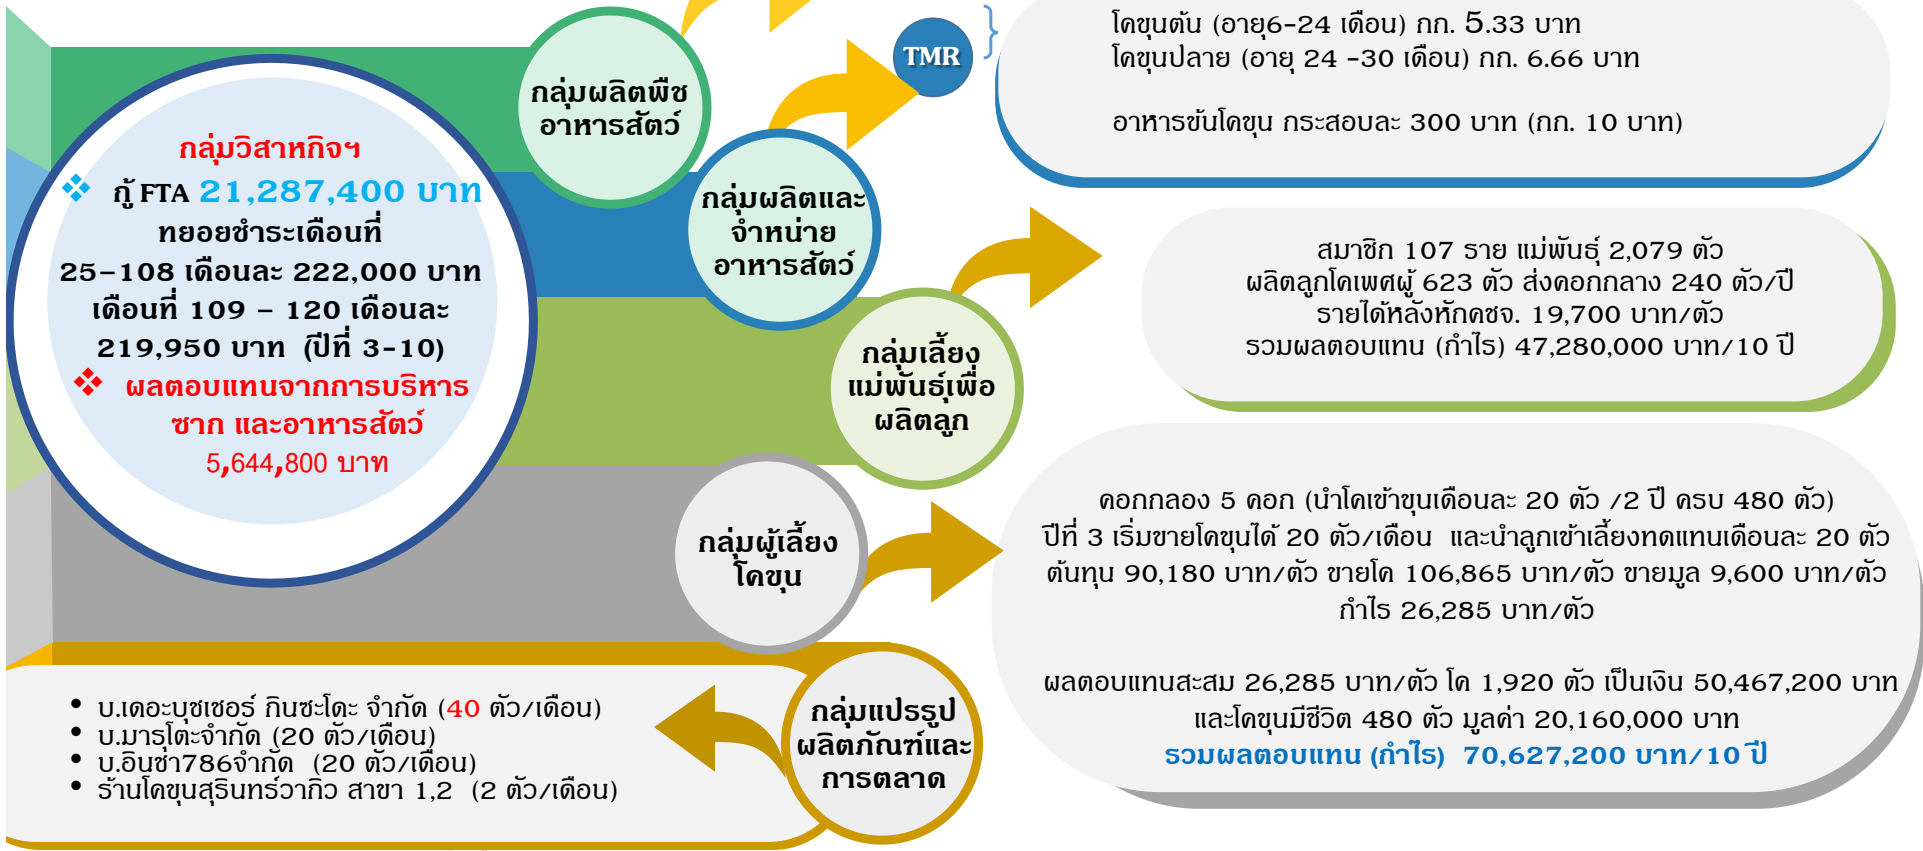 โคขุนต้น (อายุ6-24 เดือน) กก. 5.33 บาท
โคขุนปลาย (อายุ 24 -30 เดือน) กก. 6.66 บาท
อาหารข้นโคขุน กระสอบละ 300 บาท (กก. 10 บาท)
TMR
กลุ่มผลิตพืช
อาหารสัตว์
กลุ่มวิสาหกิจฯ
❖ กู้ FTA 21,287,400 บาท
ทยอยชำระเดือนที่
25–108 เดือนละ 222,000 บาท
เดือนที่ 109 – 120 เดือนละ
219,950 บาท (ปีที่ 3-10)
❖ ผลตอบแทนจากการบริหาร
ซาก และอาหารสัตว์
5,644,800 บาท
กลุ่มผลิตและ
จำหน่าย
อาหารสัตว์
สมาชิก 107 ราย แม่พันธุ์ 2,079 ตัว
ผลิตลูกโคเพศผู้ 623 ตัว ส่งคอกกลาง 240 ตัว/ปี
รายได้หลังหักคชจ. 19,700 บาท/ตัว
รวมผลตอบแทน (กำไร) 47,280,000 บาท/10 ปี
กลุ่มเลี้ยง
แม่พันธุ์เพื่อ
ผลิตลูก
กลุ่มผู้เลี้ยง
โคขุน
คอกกลอง 5 คอก (นำโคเข้าขุนเดือนละ 20 ตัว /2 ปี ครบ 480 ตัว)
ปีที่ 3 เริ่มขายโคขุนได้ 20 ตัว/เดือน และนำลูกเข้าเลี้ยงทดแทนเดือนละ 20 ตัว
ต้นทุน 90,180 บาท/ตัว ขายโค 106,865 บาท/ตัว ขายมูล 9,600 บาท/ตัว
กำไร 26,285 บาท/ตัว
ผลตอบแทนสะสม 26,285 บาท/ตัว โค 1,920 ตัว เป็นเงิน 50,467,200 บาท
และโคขุนมีชีวิต 480 ตัว มูลค่า 20,160,000 บาท
รวมผลตอบแทน (กำไร) 70,627,200 บาท/10 ปี
กลุ่มแปรรูป
ผลิตภัณฑ์และ
การตลาด
• บ.เดอะบุชเชอร์ กินซะโดะ จำกัด (40 ตัว/เดือน)
• บ.มารุโตะจำกัด (20 ตัว/เดือน)
• บ.อินซา786จำกัด (20 ตัว/เดือน)
• ร้านโคขุนสุรินทร์วากิว สาขา 1,2 (2 ตัว/เดือน)